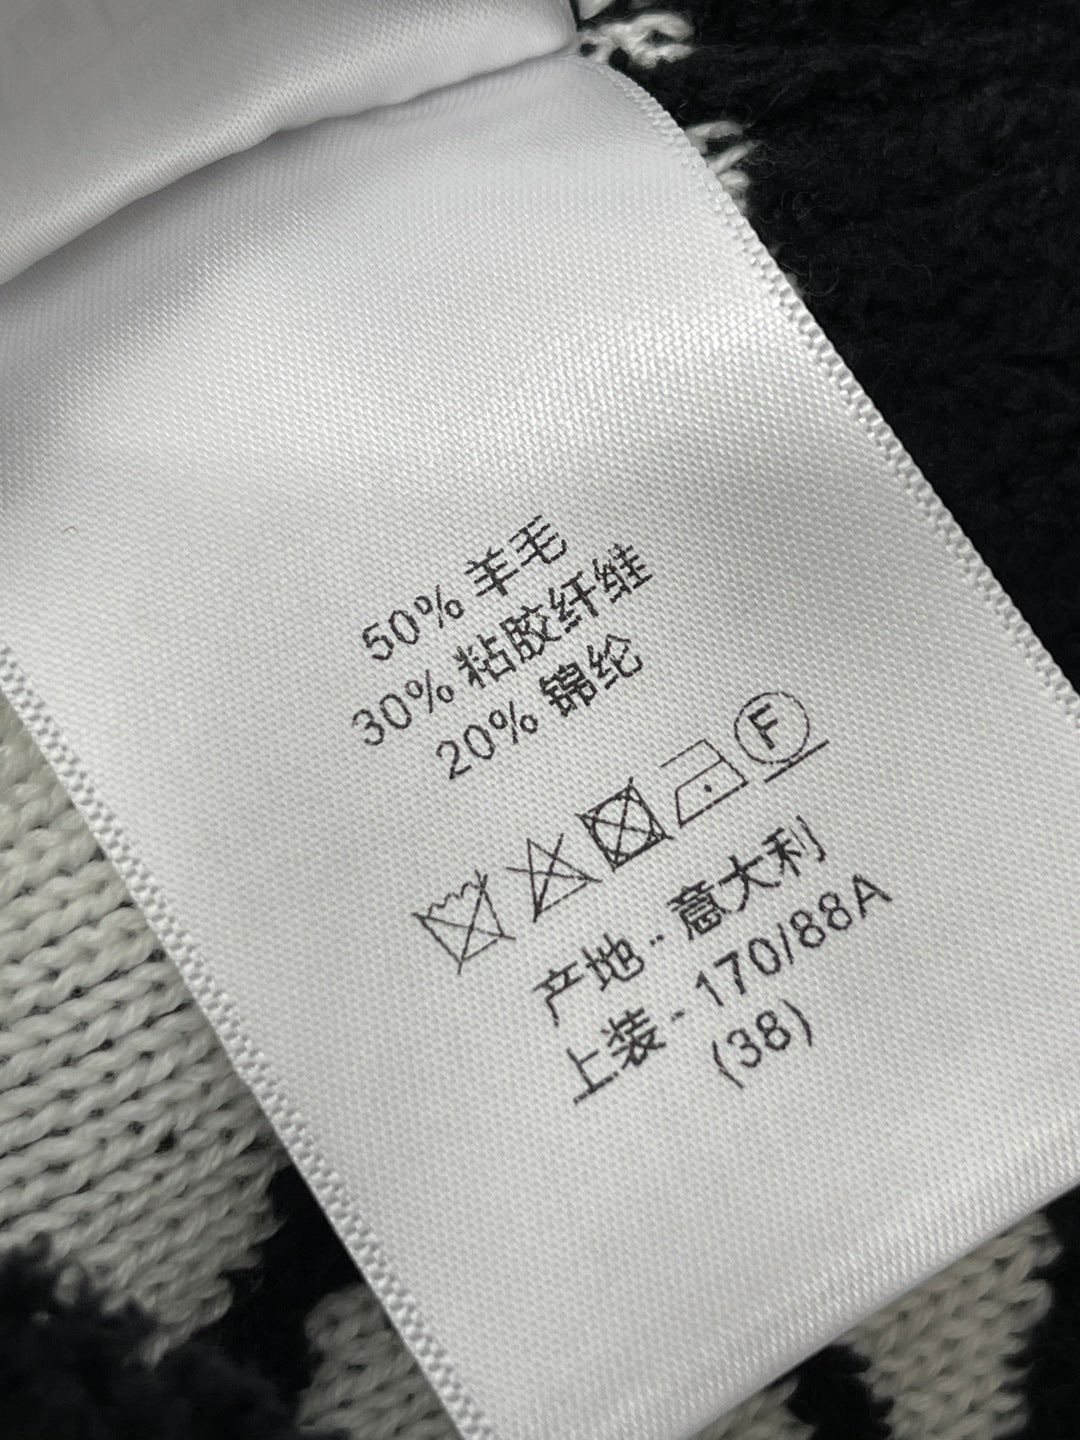 50% 羊毛
30% 粘胶纤维
20% 锦纶
F
产地.. 意大利
上装- 170/88A
(38)